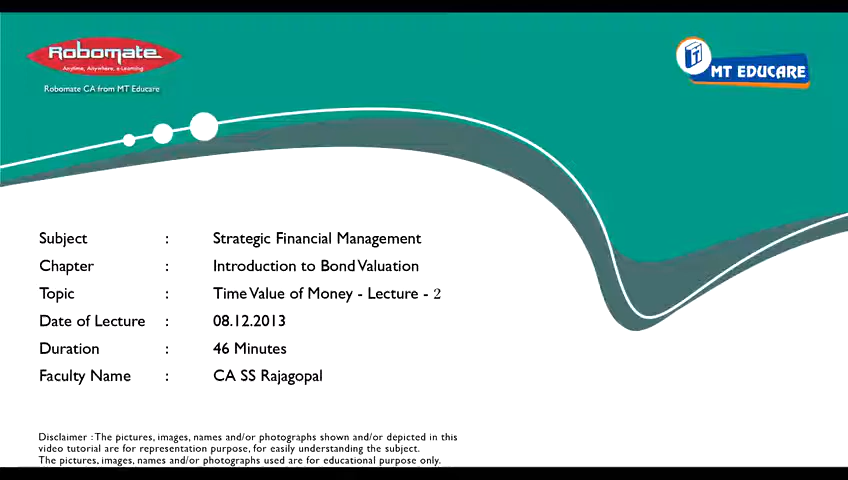 Robomate
Anytime, Anywhere, e-Learning
Robomate CA from MT Educare
MT EDUCARE
Subject : Strategic Financial Management
Chapter : Introduction to Bond Valuation
Topic : Time Value of Money - Lecture - 2
Date of Lecture : 08.12.2013
Duration : 46 Minutes
Faculty Name : CA SS Rajagopal
Disclaimer : The pictures, images, names and/or photographs shown and/or depicted in this
video tutorial are for representation purpose, for easily understanding the subject.
The pictures, images, names and/or photographs used are for educational purpose only.